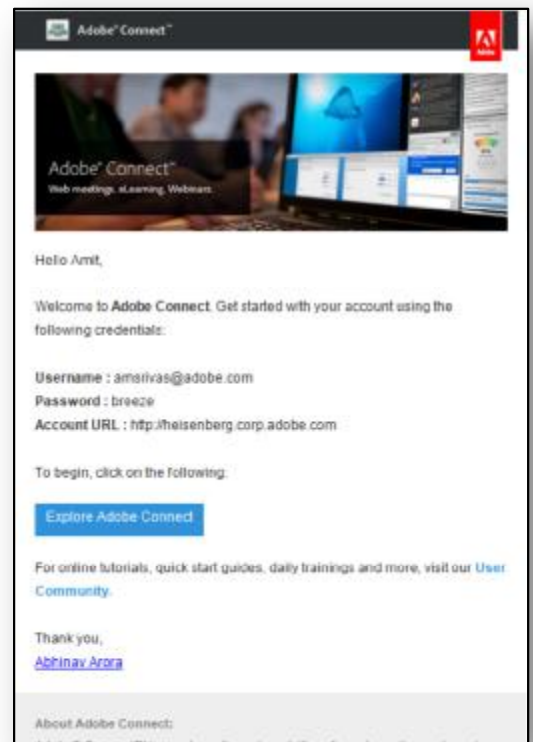 Adobe® Connect™
Adobe
Adobe® Connect™
Web meetings, eLearning, Webinars.
Hello Amit,
Welcome to Adobe Connect. Get started with your account using the
following credentials:
Username : amsrivas@adobe.com
Password : breeze
Account URL : http://heisenberg.corp.adobe.com
To begin, click on the following:
Explore Adobe Connect
For online tutorials, quick start guides, daily trainings and more, visit our User
Community.
Thank you,
Abhinav Arora
About Adobe Connect: